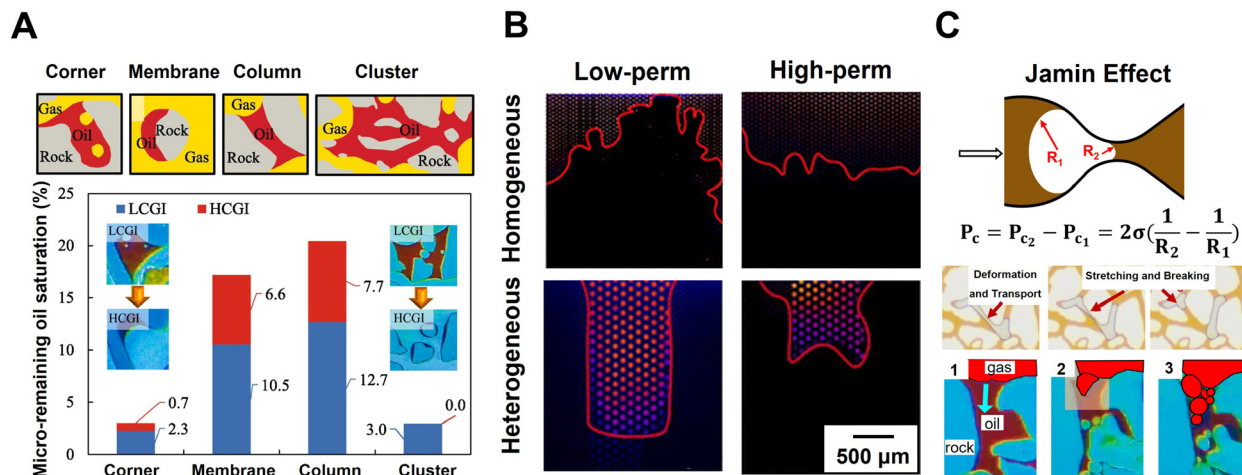 A
Corner
Membrane
Column
Cluster
Gas
Oil
Rock
Oil
Rock
Gas
Gas
Oil
Rock
Gas
Oil
Rock
Micro-remaining oil saturation (%)
25
20
15
10
5
0
LCGI
HCGI
LCGI
HCGI
LCGI
HCGI
0.7
2.3
6.6
10.5
7.7
12.7
0.0
3.0
Corner
Membrane
Column
Cluster
B
Low-perm
High-perm
Homogeneous
Heterogeneous
500 μm
C
Jamin Effect
R₁
R₂
P_c = P_c₂ − P_c₁ = 2σ(1/R₂ − 1/R₁)
Deformation
and Transport
Stretching and Breaking
1
gas
oil
rock
2
3